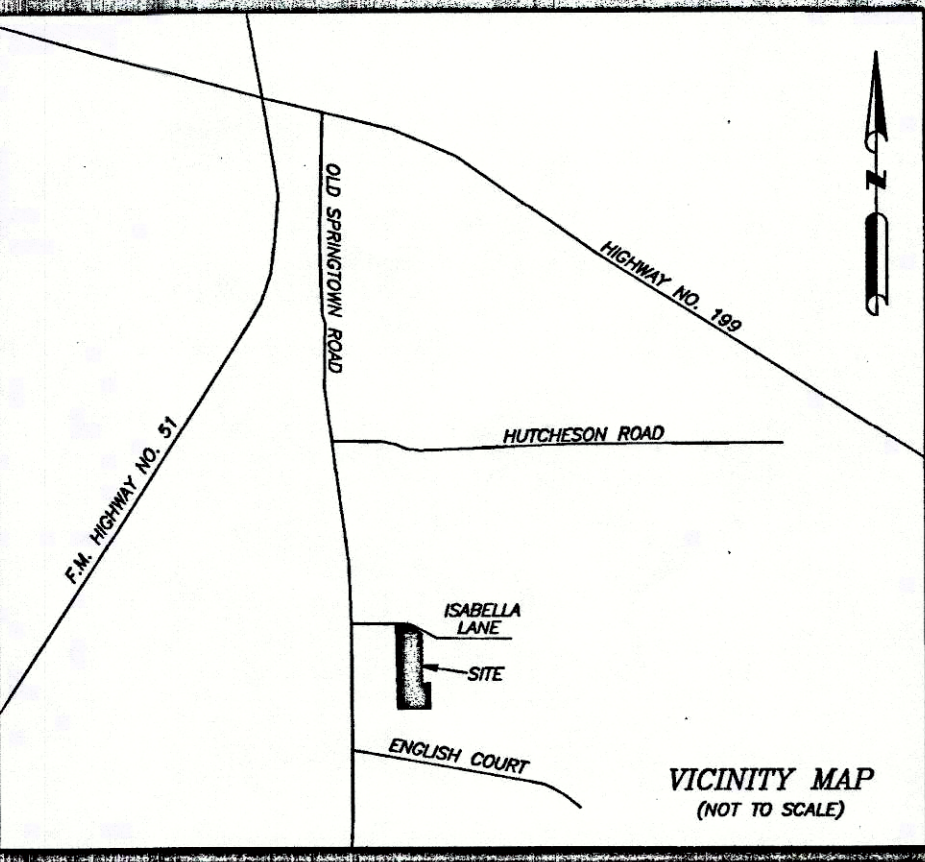 N
OLD SPRINGTOWN ROAD
HIGHWAY NO. 199
F.M. HIGHWAY NO. 51
HUTCHESON ROAD
ISABELLA
LANE
SITE
ENGLISH COURT
VICINITY MAP
(NOT TO SCALE)